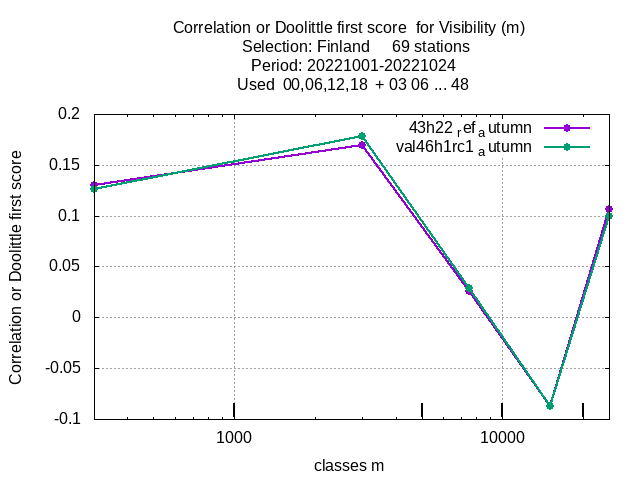 Correlation or Doolittle first score  for Visibility (m)
Selection: Finland     69 stations
Period: 20221001-20221024
Used  00,06,12,18  + 03 06 ... 48
43h22 ref a utumn
val46h1rc1 a utumn
Correlation or Doolittle first score
0.2
0.15
0.1
0.05
0
-0.05
-0.1
1000 10000
classes m